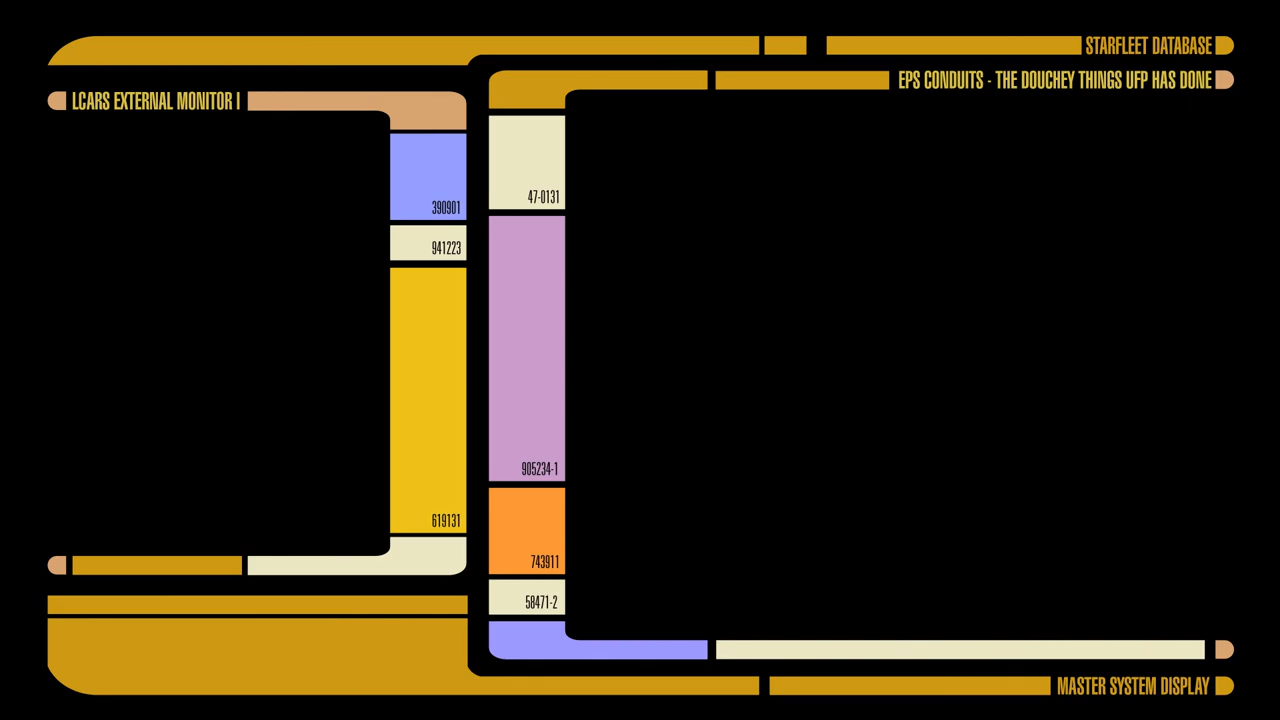 STARFLEET DATABASE
EPS CONDUITS - THE DOUCHEY THINGS UFP HAS DONE
LCARS EXTERNAL MONITOR I
390901
941223
619131
47-0131
905234-1
743911
58471-2
MASTER SYSTEM DISPLAY